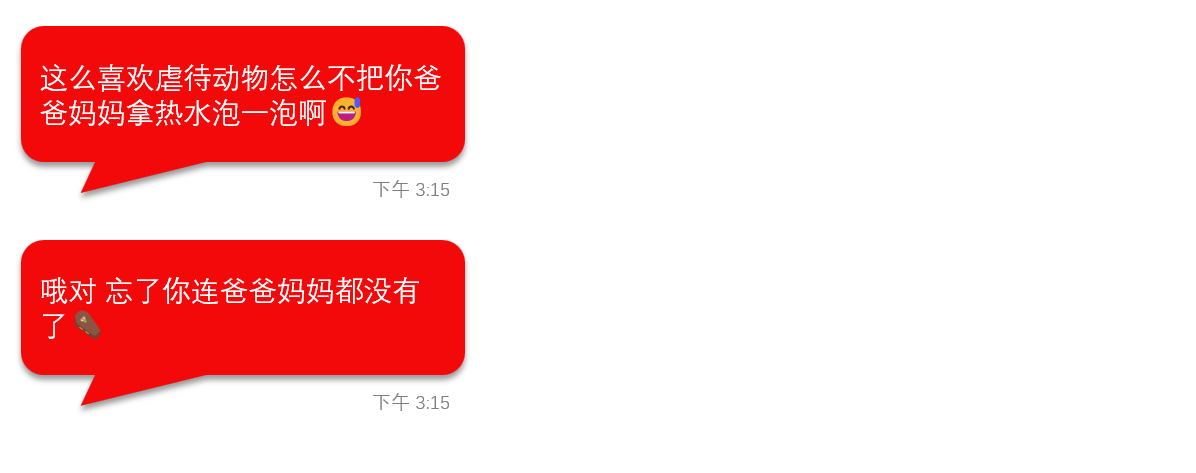 这么喜欢虐待动物怎么不把你爸
爸妈妈拿热水泡一泡啊😅
下午 3:15
哦对 忘了你连爸爸妈妈都没有
了⚰️
下午 3:15